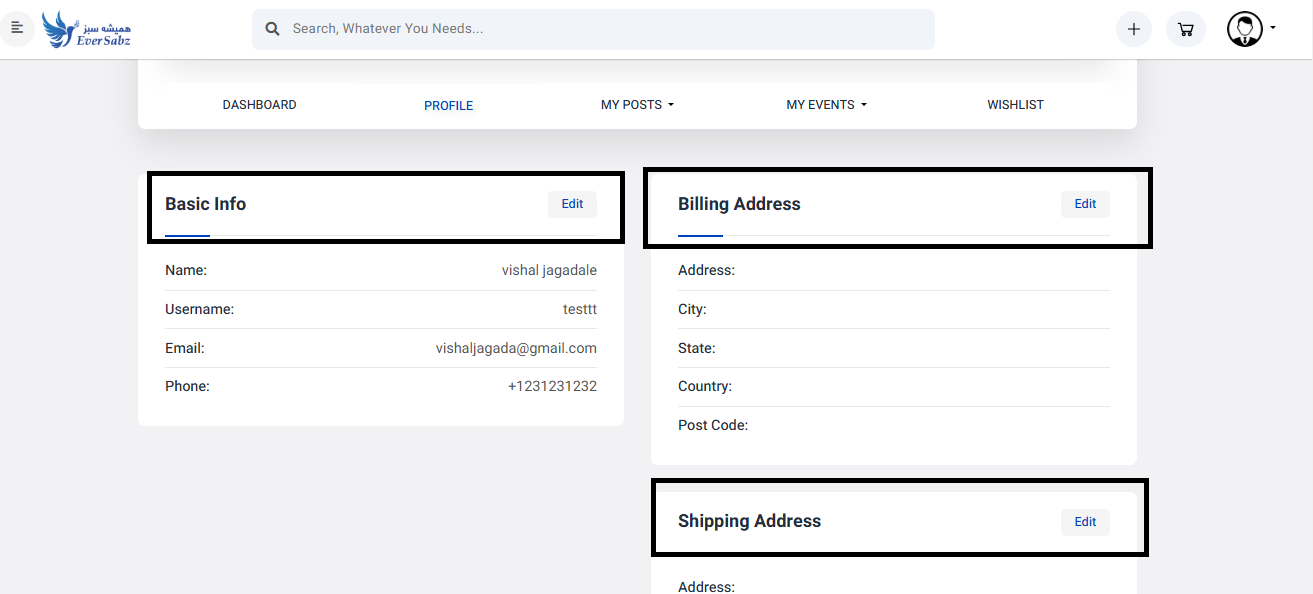 همیشه سبز
EverSabz
Search, Whatever You Needs...
DASHBOARD
PROFILE
MY POSTS
MY EVENTS
WISHLIST
Basic Info
Edit
Name:
vishal jagadale
Username:
testtt
Email:
vishaljagada@gmail.com
Phone:
+1231231232
Billing Address
Edit
Address:
City:
State:
Country:
Post Code:
Shipping Address
Edit
Address: